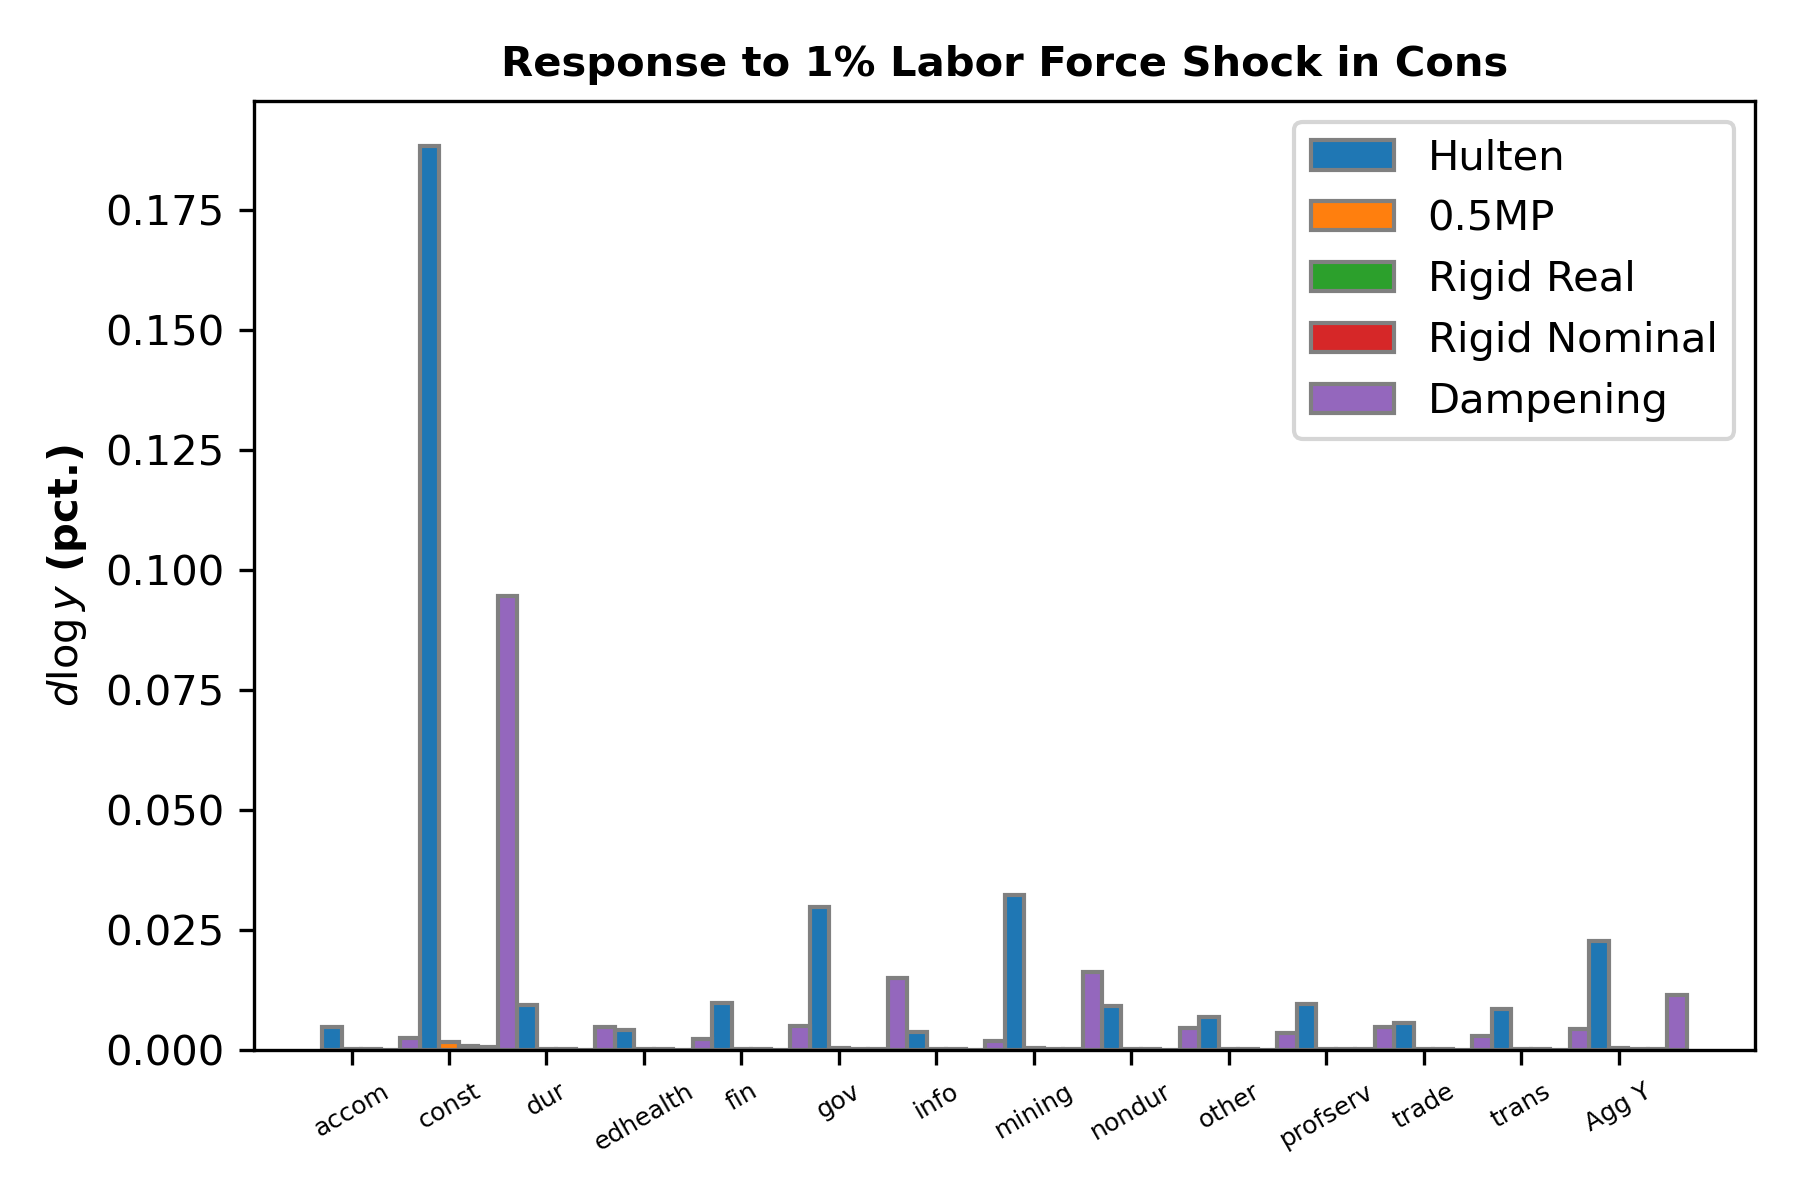 Response to 1% Labor Force Shock in Cons
Hulten
0.5MP
Rigid Real
Rigid Nominal
Dampening
d log y (pct.)
0.175
0.150
0.125
0.100
0.075
0.050
0.025
0.000
accom
const
dur
edhealth
fin
gov
info
mining
nondur
other
profserv
trade
trans
Agg Y